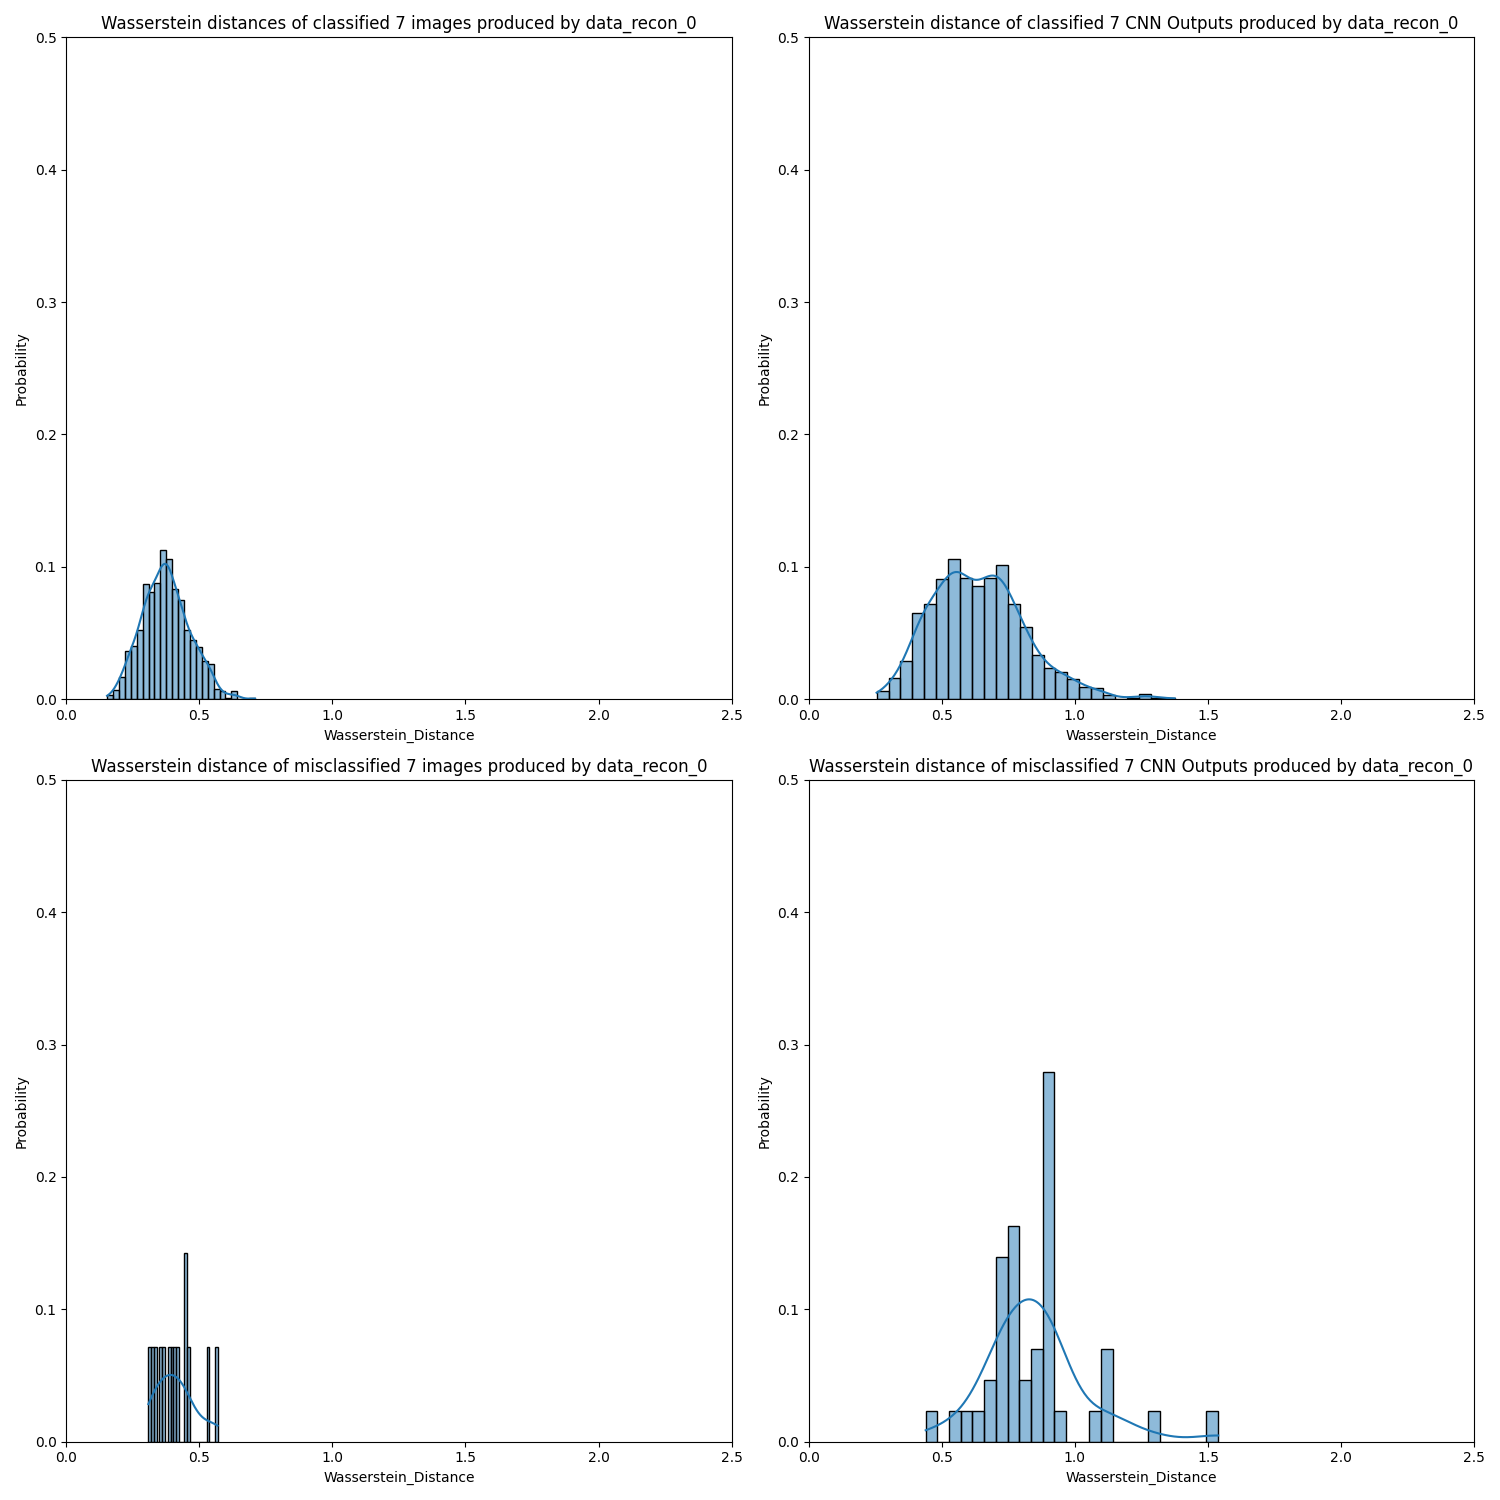 Wasserstein distances of classified 7 images produced by data_recon_0
0.5
0.4
0.3
0.2
0.1
0.0
Probability
0.0 0.5 1.0 1.5 2.0 2.5
Wasserstein_Distance
Wasserstein distance of classified 7 CNN Outputs produced by data_recon_0
0.5
0.4
0.3
0.2
0.1
0.0
Probability
0.0 0.5 1.0 1.5 2.0 2.5
Wasserstein_Distance
Wasserstein distance of misclassified 7 images produced by data_recon_0
0.5
0.4
0.3
0.2
0.1
0.0
Probability
0.0 0.5 1.0 1.5 2.0 2.5
Wasserstein_Distance
Wasserstein distance of misclassified 7 CNN Outputs produced by data_recon_0
0.5
0.4
0.3
0.2
0.1
0.0
Probability
0.0 0.5 1.0 1.5 2.0 2.5
Wasserstein_Distance